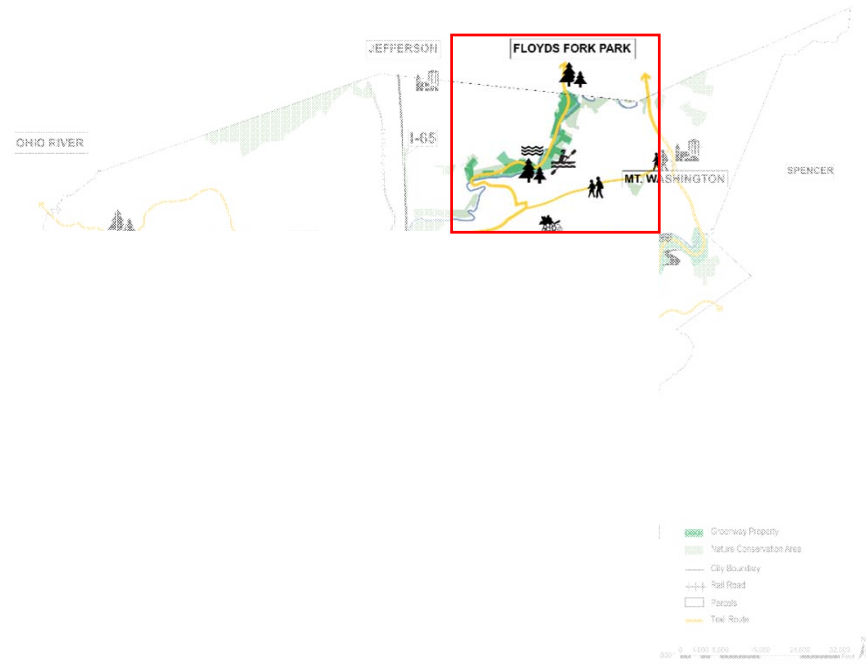 JEFFERSON
FLOYDS FORK PARK
OHIO RIVER
I-65
MT. WASHINGTON
SPENCER
Greenway Property
Nature Conservation Area
City Boundary
Rail Road
Parcels
Trail Route
N